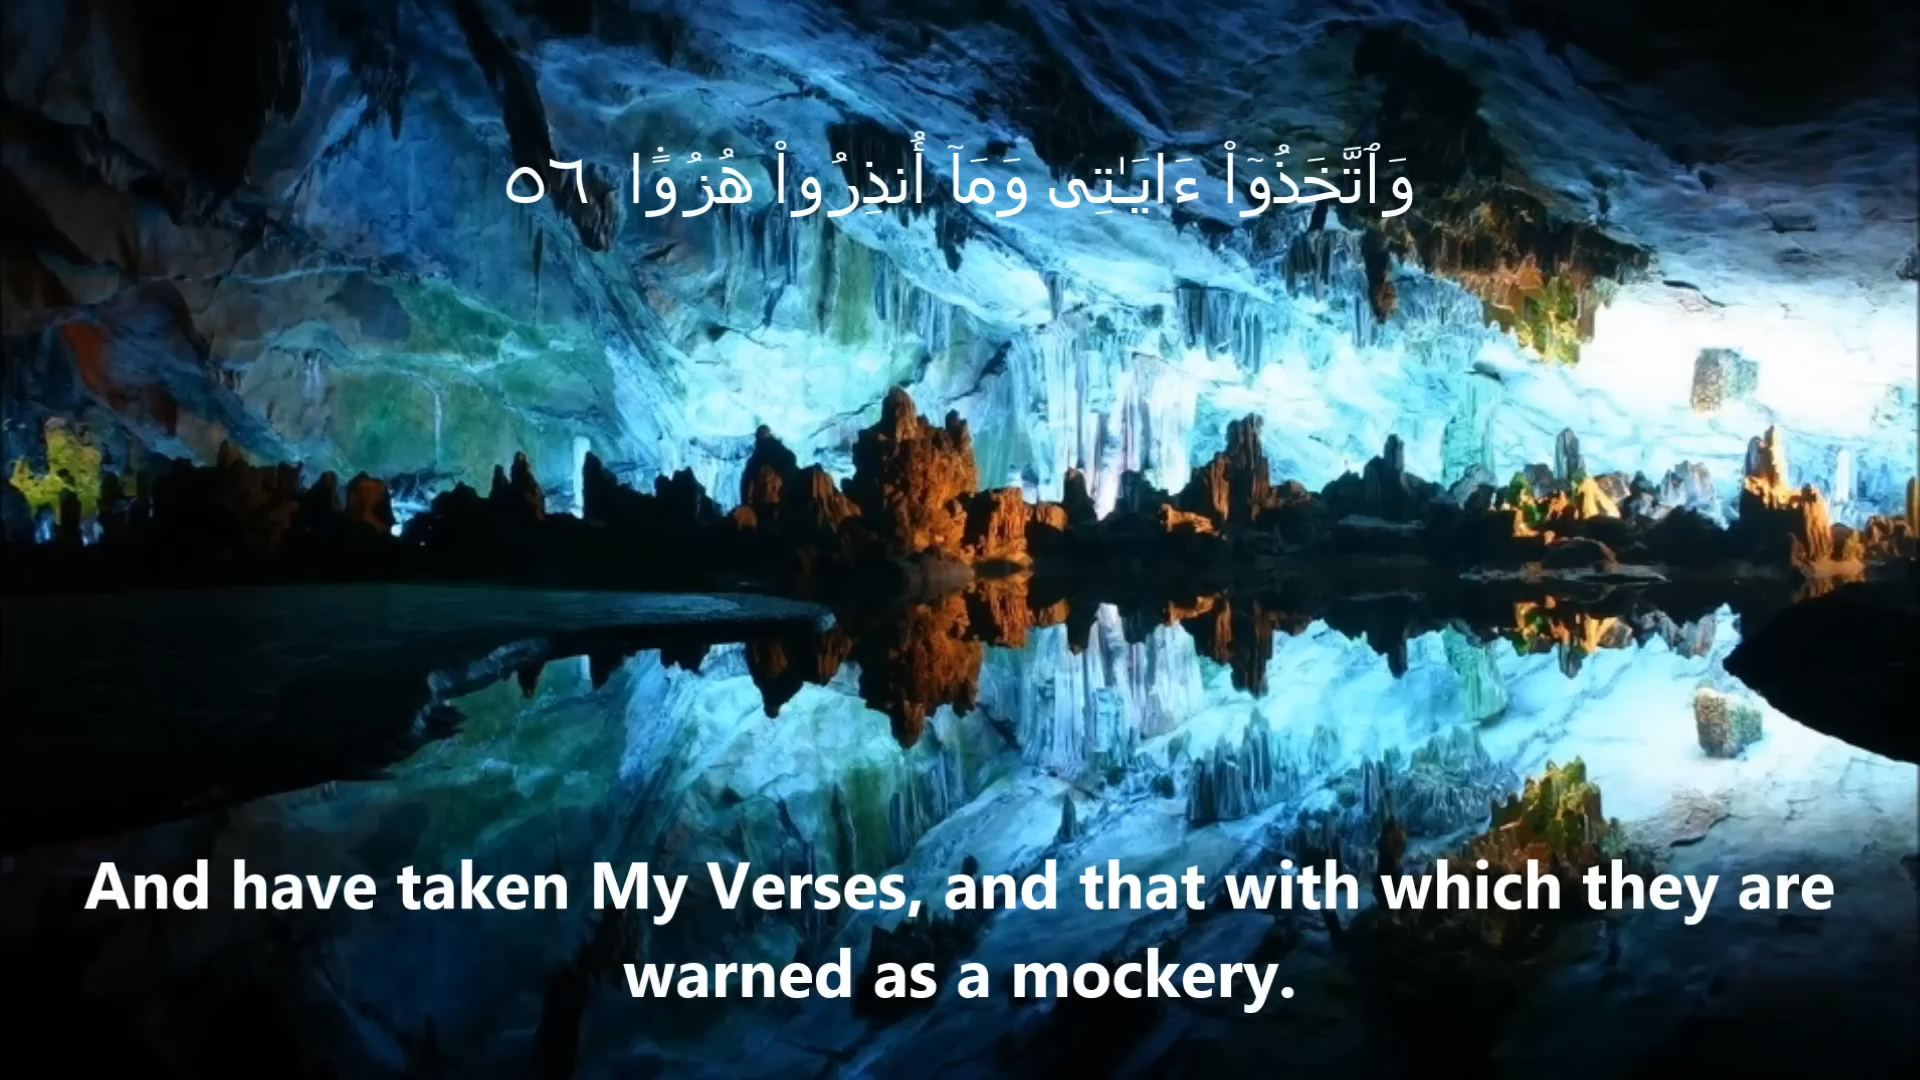 وَٱتَّخَذُوٓا۟ ءَايَـٰتِى وَمَآ أُنذِرُوا۟ هُزُوًۭا ٥٦
And have taken My Verses, and that with which they are
warned as a mockery.